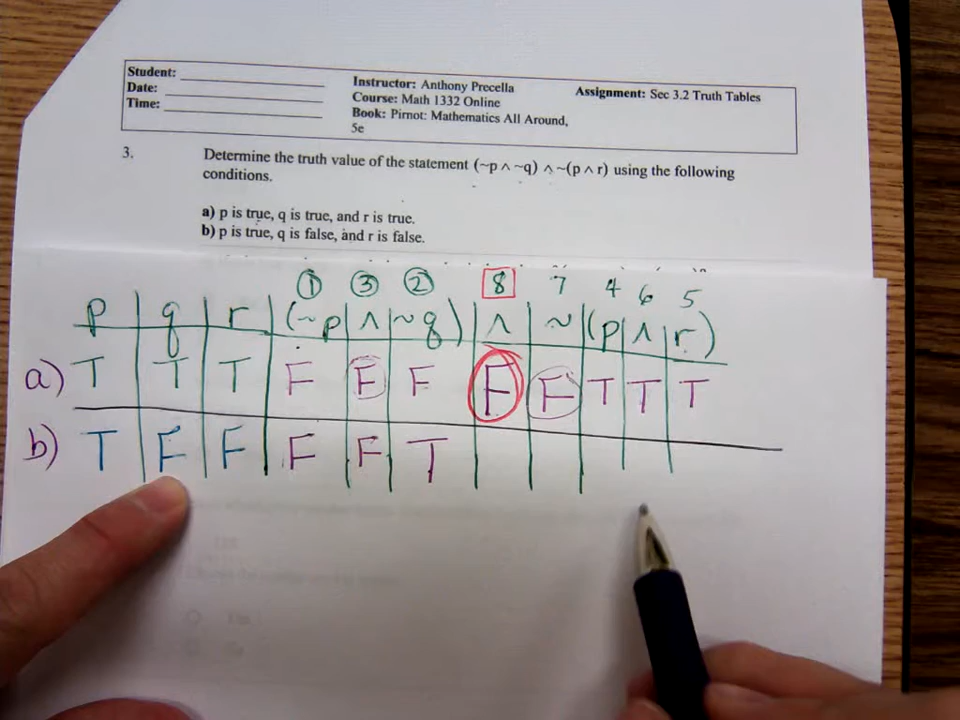 Student: Instructor: Anthony Precella Assignment: Sec 3.2 Truth Tables
Date: Course: Math 1332 Online
Time: Book: Pirnot: Mathematics All Around,
5e
3. Determine the truth value of the statement (~p ∧ ~q) ∧ ~(p ∧ r) using the following
conditions.
a) p is true, q is true, and r is true.
b) p is true, q is false, and r is false.
1 3 2 8 7 4 6 5
p q r (~p ∧ ~q) ∧ ~ (p ∧ r)
a) T T T F F F F F T T T
b) T F F F F T